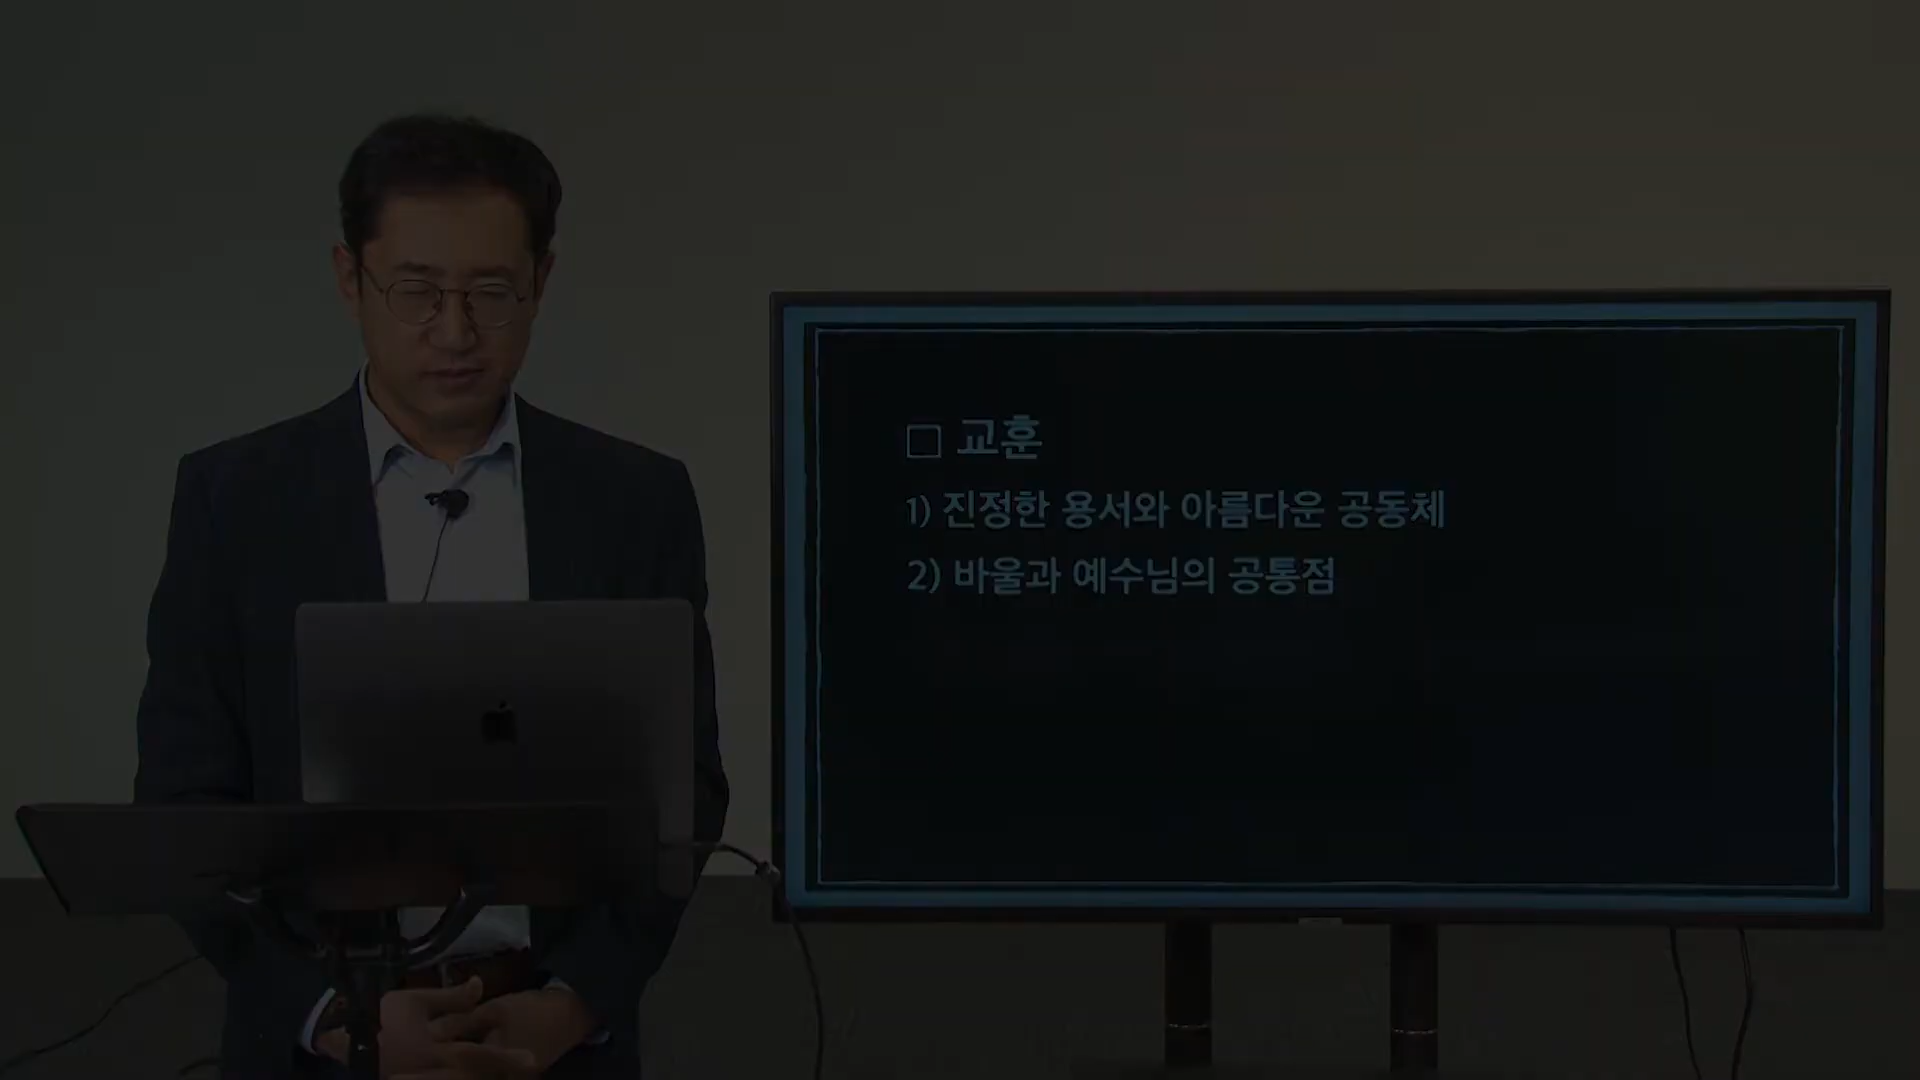 □ 교훈
1) 진정한 용서와 아름다운 공동체
2) 바울과 예수님의 공통점